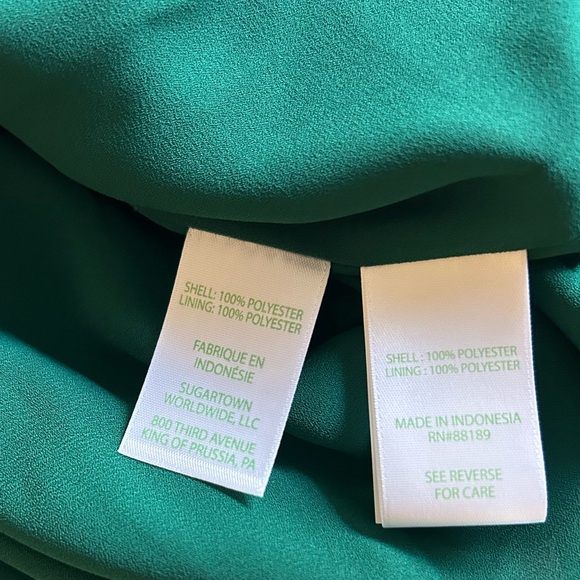 SHELL: 100% POLYESTER
LINING: 100% POLYESTER
FABRIQUE EN
INDONÉSIE
SUGARTOWN
WORLDWIDE, LLC
800 THIRD AVENUE
KING OF PRUSSIA, PA
SHELL : 100% POLYESTER
LINING : 100% POLYESTER
MADE IN INDONESIA
RN#88189
SEE REVERSE
FOR CARE